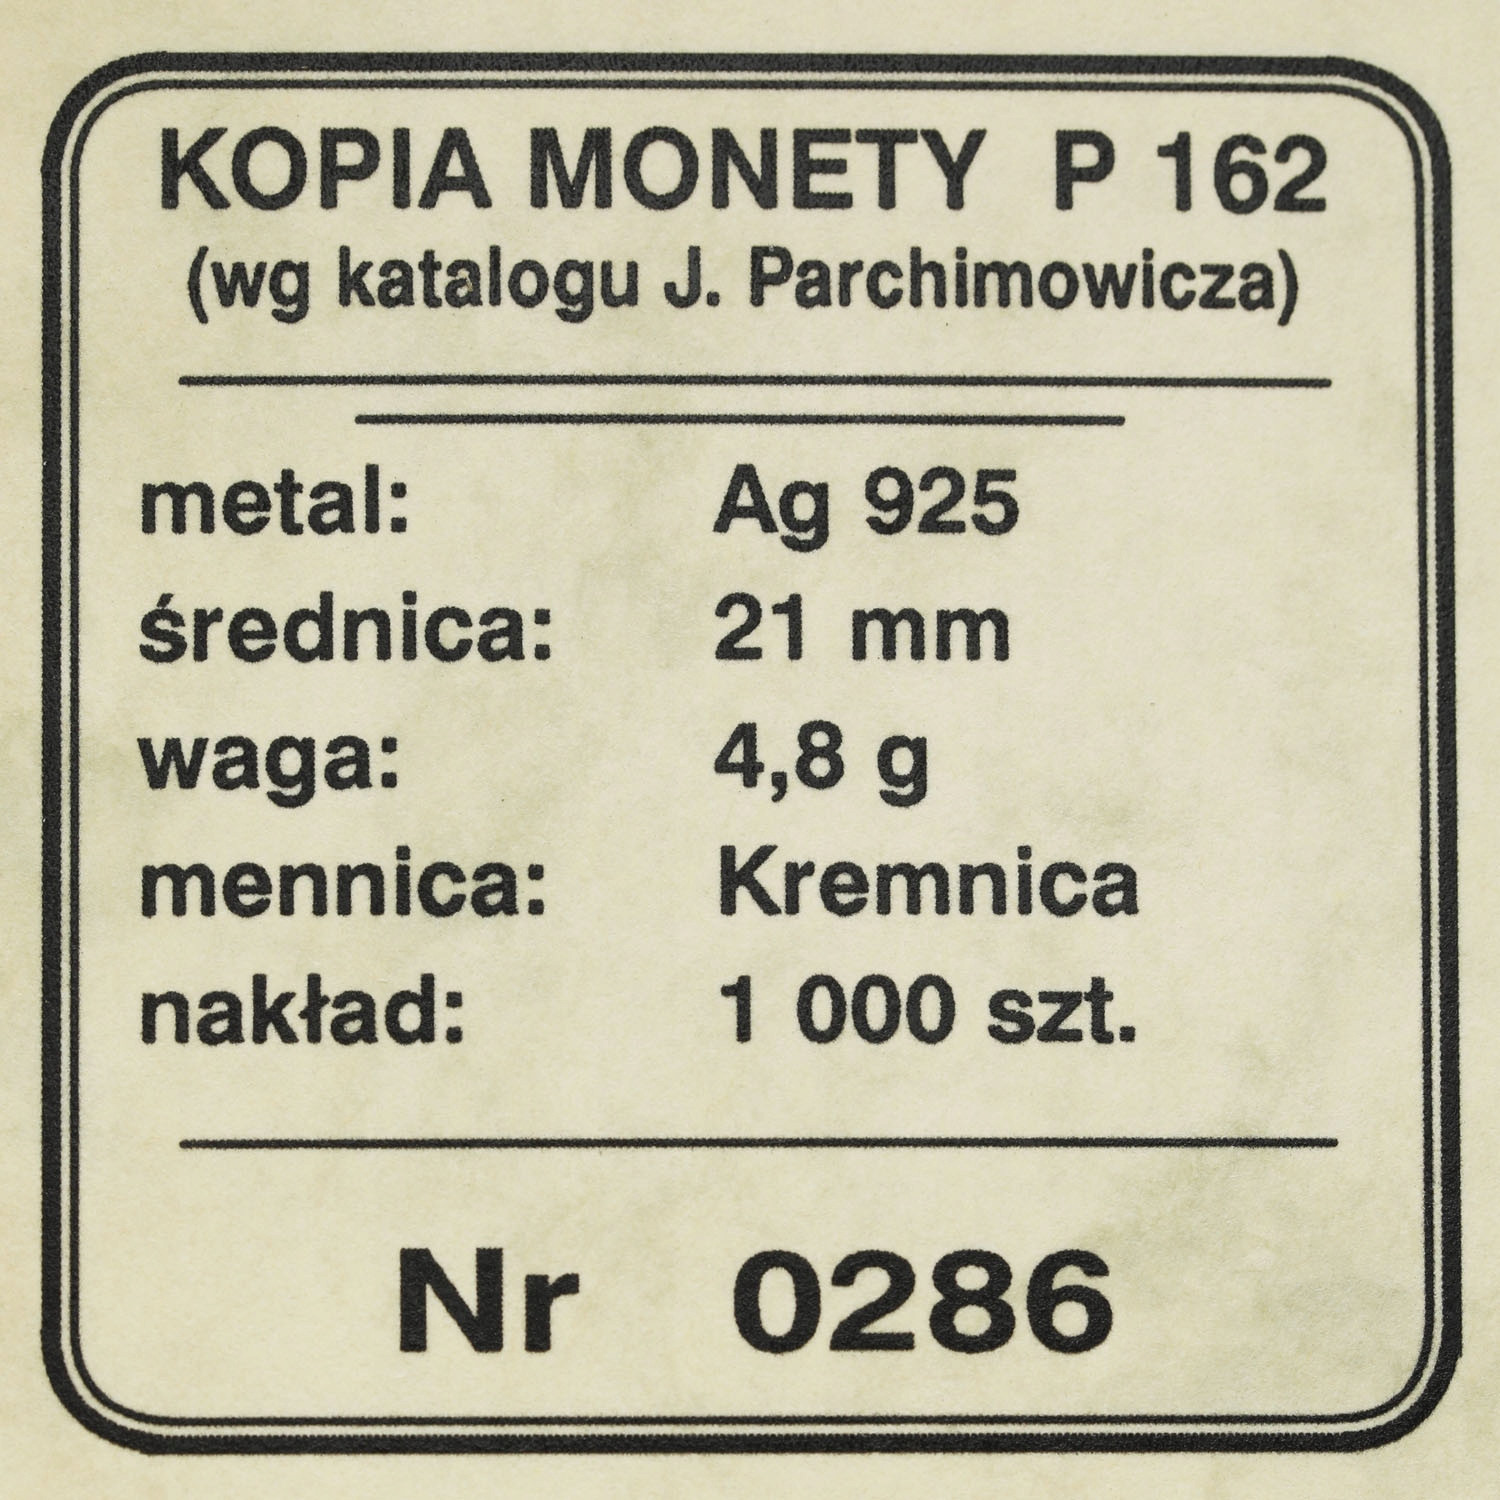 KOPIA MONETY P 162
(wg katalogu J. Parchimowicza)
metal: Ag 925
średnica: 21 mm
waga: 4,8 g
mennica: Kremnica
nakład: 1 000 szt.
Nr 0286